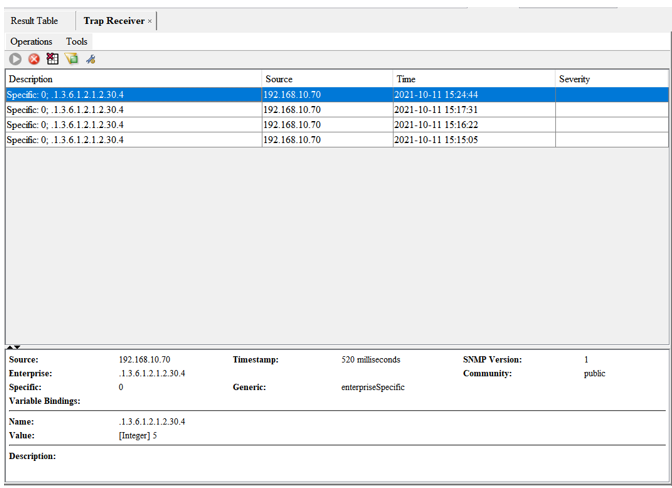 Result Table Trap Receiver ×
Operations Tools
Description Source Time Severity
Specific: 0; .1.3.6.1.2.1.2.30.4 192.168.10.70 2021-10-11 15:24:44
Specific: 0; .1.3.6.1.2.1.2.30.4 192.168.10.70 2021-10-11 15:17:31
Specific: 0; .1.3.6.1.2.1.2.30.4 192.168.10.70 2021-10-11 15:16:22
Specific: 0; .1.3.6.1.2.1.2.30.4 192.168.10.70 2021-10-11 15:15:05
Source: 192.168.10.70 Timestamp: 520 milliseconds SNMP Version: 1
Enterprise: .1.3.6.1.2.1.2.2.30.4 Community: public
Specific: 0 Generic: enterpriseSpecific
Variable Bindings:
Name: .1.3.6.1.2.1.2.2.30.4
Value: [Integer] 5
Description: